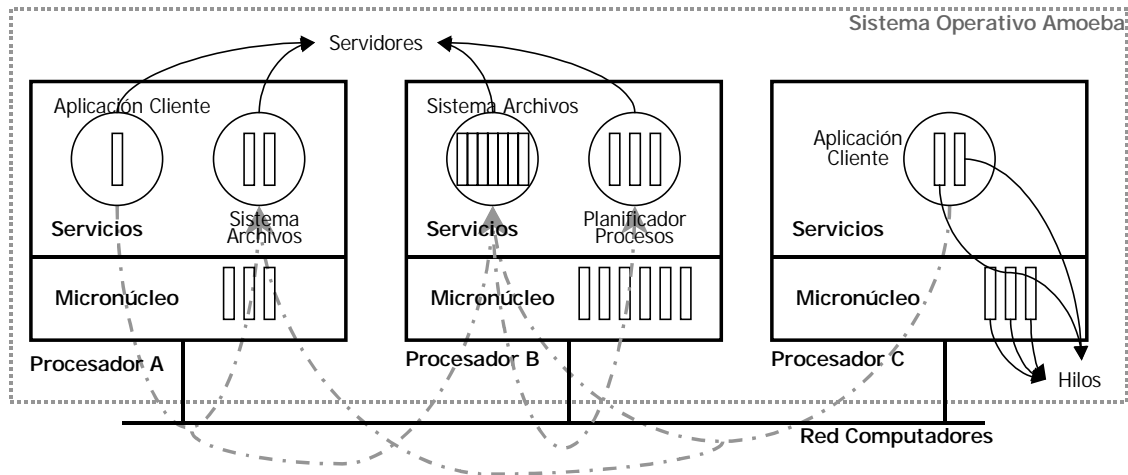 Sistema Operativo Amoeba
Servidores
Aplicación Cliente
Sistema
Archivos
Servicios
Micronúcleo
Procesador A
Sistema Archivos
Planificador
Procesos
Servicios
Micronúcleo
Procesador B
Aplicación
Cliente
Servicios
Micronúcleo
Procesador C
Hilos
Red Computadores